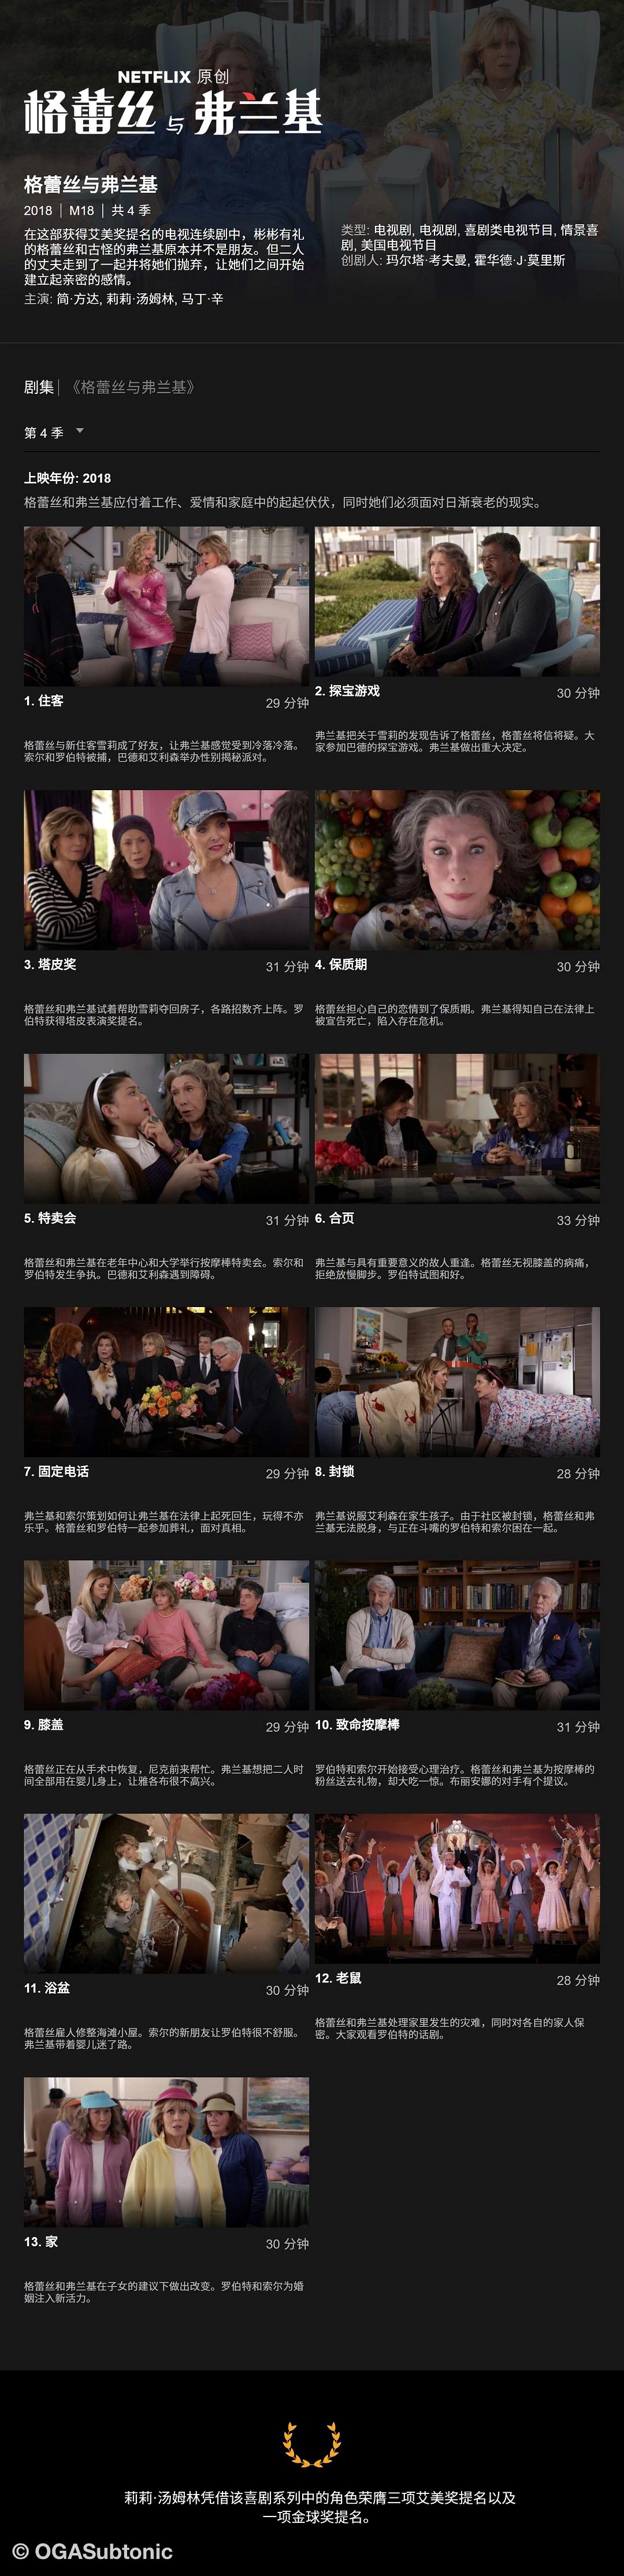 NETFLIX 原创
格蕾丝与弗兰基
格蕾丝与弗兰基
2018 | M18 | 共 4 季
在这部获得艾美奖提名的电视连续剧中，彬彬有礼
的格蕾丝和古怪的弗兰基原本并不是朋友。但二人
的丈夫走到了一起并将她们抛弃，让她们之间开始
建立起亲密的感情。
主演: 简·方达, 莉莉·汤姆林, 马丁·辛
类型: 电视剧, 电视剧, 喜剧类电视节目, 情景喜
剧, 美国电视节目
创剧人: 玛尔塔·考夫曼, 霍华德·J·莫里斯
剧集 | 《格蕾丝与弗兰基》
第 4 季
上映年份: 2018
格蕾丝和弗兰基应付着工作、爱情和家庭中的起起伏伏，同时她们必须面对日渐衰老的现实。
1. 住客
29 分钟
格蕾丝与新住客雪莉成了好友，让弗兰基感觉受到冷落冷落。
索尔和罗伯特被捕，巴德和艾利森举办性别揭秘派对。
2. 探宝游戏
30 分钟
弗兰基把关于雪莉的发现告诉了格蕾丝，格蕾丝将信将疑。大
家参加巴德的探宝游戏。弗兰基做出重大决定。
3. 塔皮奖
31 分钟
格蕾丝和弗兰基试着帮助雪莉夺回房子，各路招数齐上阵。罗
伯特获得塔皮表演奖提名。
4. 保质期
30 分钟
格蕾丝担心自己的恋情到了保质期。弗兰基得知自己在法律上
被宣告死亡，陷入存在危机。
5. 特卖会
31 分钟
格蕾丝和弗兰基在老年中心和大学举行按摩棒特卖会。索尔和
罗伯特发生争执。巴德和艾利森遇到障碍。
6. 合页
33 分钟
弗兰基与具有重要意义的故人重逢。格蕾丝无视膝盖的病痛，
拒绝放慢脚步。罗伯特试图和好。
7. 固定电话
29 分钟
弗兰基和索尔策划如何让弗兰基在法律上起死回生，玩得不亦
乐乎。格蕾丝和罗伯特一起参加葬礼，面对真相。
8. 封锁
28 分钟
弗兰基说服艾利森在家生孩子。由于社区被封锁，格蕾丝和弗
兰基无法脱身，与正在斗嘴的罗伯特和索尔困在一起。
9. 膝盖
29 分钟
格蕾丝正在从手术中恢复，尼克前来帮忙。弗兰基想把二人时
间全部用在婴儿身上，让雅各布很不高兴。
10. 致命按摩棒
31 分钟
罗伯特和索尔开始接受心理治疗。格蕾丝和弗兰基为按摩棒的
粉丝送去礼物，却大吃一惊。布丽安娜的对手有个提议。
11. 浴盆
30 分钟
格蕾丝雇人修整海滩小屋。索尔的新朋友让罗伯特很不舒服。
弗兰基带着婴儿迷了路。
12. 老鼠
28 分钟
格蕾丝和弗兰基处理家里发生的灾难，同时对各自的家人保
密。大家观看罗伯特的话剧。
13. 家
30 分钟
格蕾丝和弗兰基在子女的建议下做出改变。罗伯特和索尔为婚
姻注入新活力。
莉莉·汤姆林凭借该喜剧系列中的角色荣膺三项艾美奖提名以及
一项金球奖提名。
© OGASubtonic